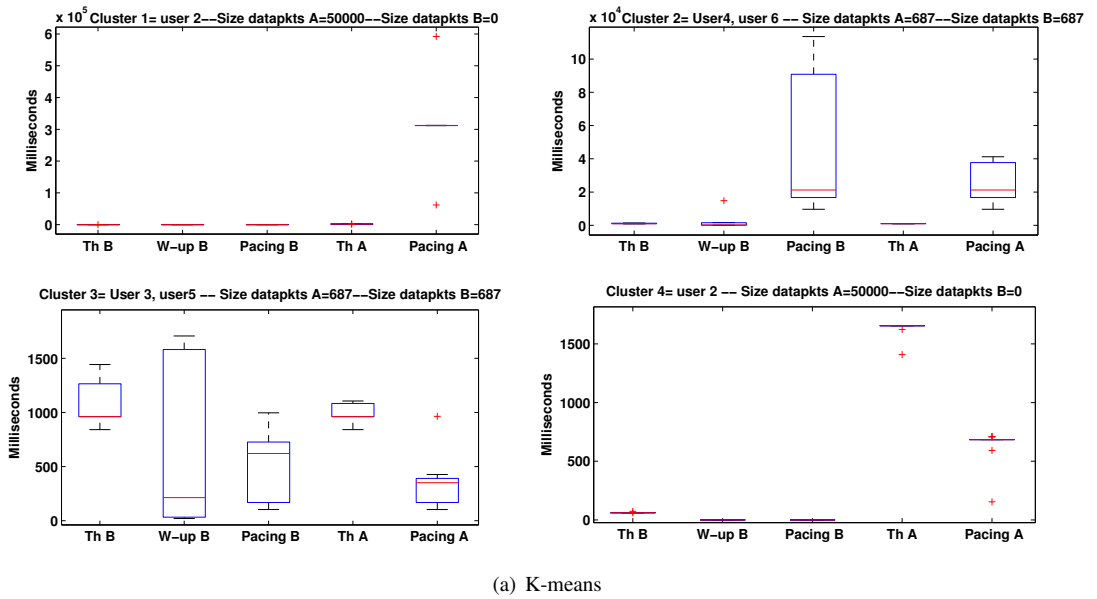 Cluster 1= user 2−−Size datapkts A=50000−−Size datapkts B=0
x 10^5
6
5
4
3
2
1
0
Milliseconds
Th B W−up B Pacing B Th A Pacing A
Cluster 2= User4, user 6 −− Size datapkts A=687−−Size datapkts B=687
x 10^4
10
8
6
4
2
0
Milliseconds
Th B W−up B Pacing B Th A Pacing A
Cluster 3= User 3, user5 −− Size datapkts A=687−−Size datapkts B=687
1500
1000
500
0
Milliseconds
Th B W−up B Pacing B Th A Pacing A
Cluster 4= user 2 −− Size datapkts A=50000−−Size datapkts B=0
1500
1000
500
0
Milliseconds
Th B W−up B Pacing B Th A Pacing A
(a) K-means